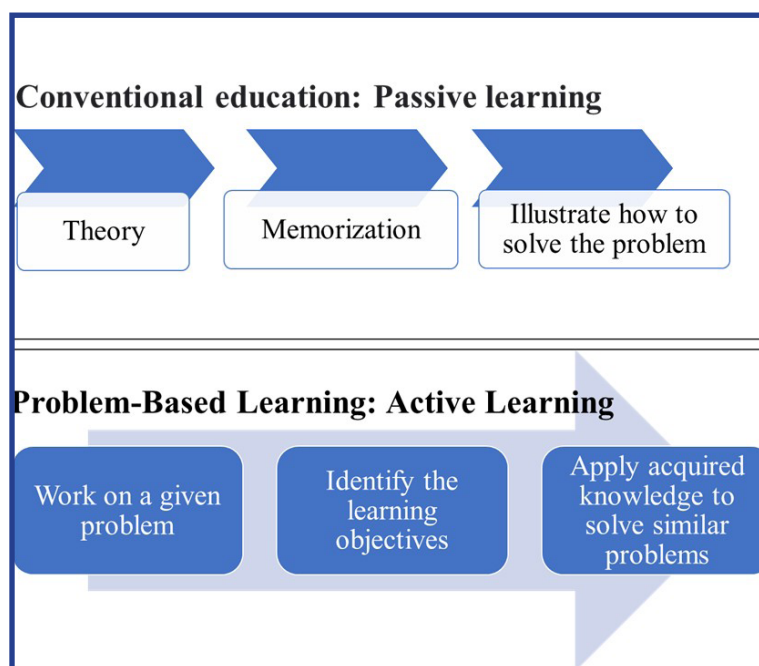 Conventional education: Passive learning
Theory
Memorization
Illustrate how to
solve the problem
Problem-Based Learning: Active Learning
Work on a given
problem
Identify the
learning
objectives
Apply acquired
knowledge to
solve similar
problems